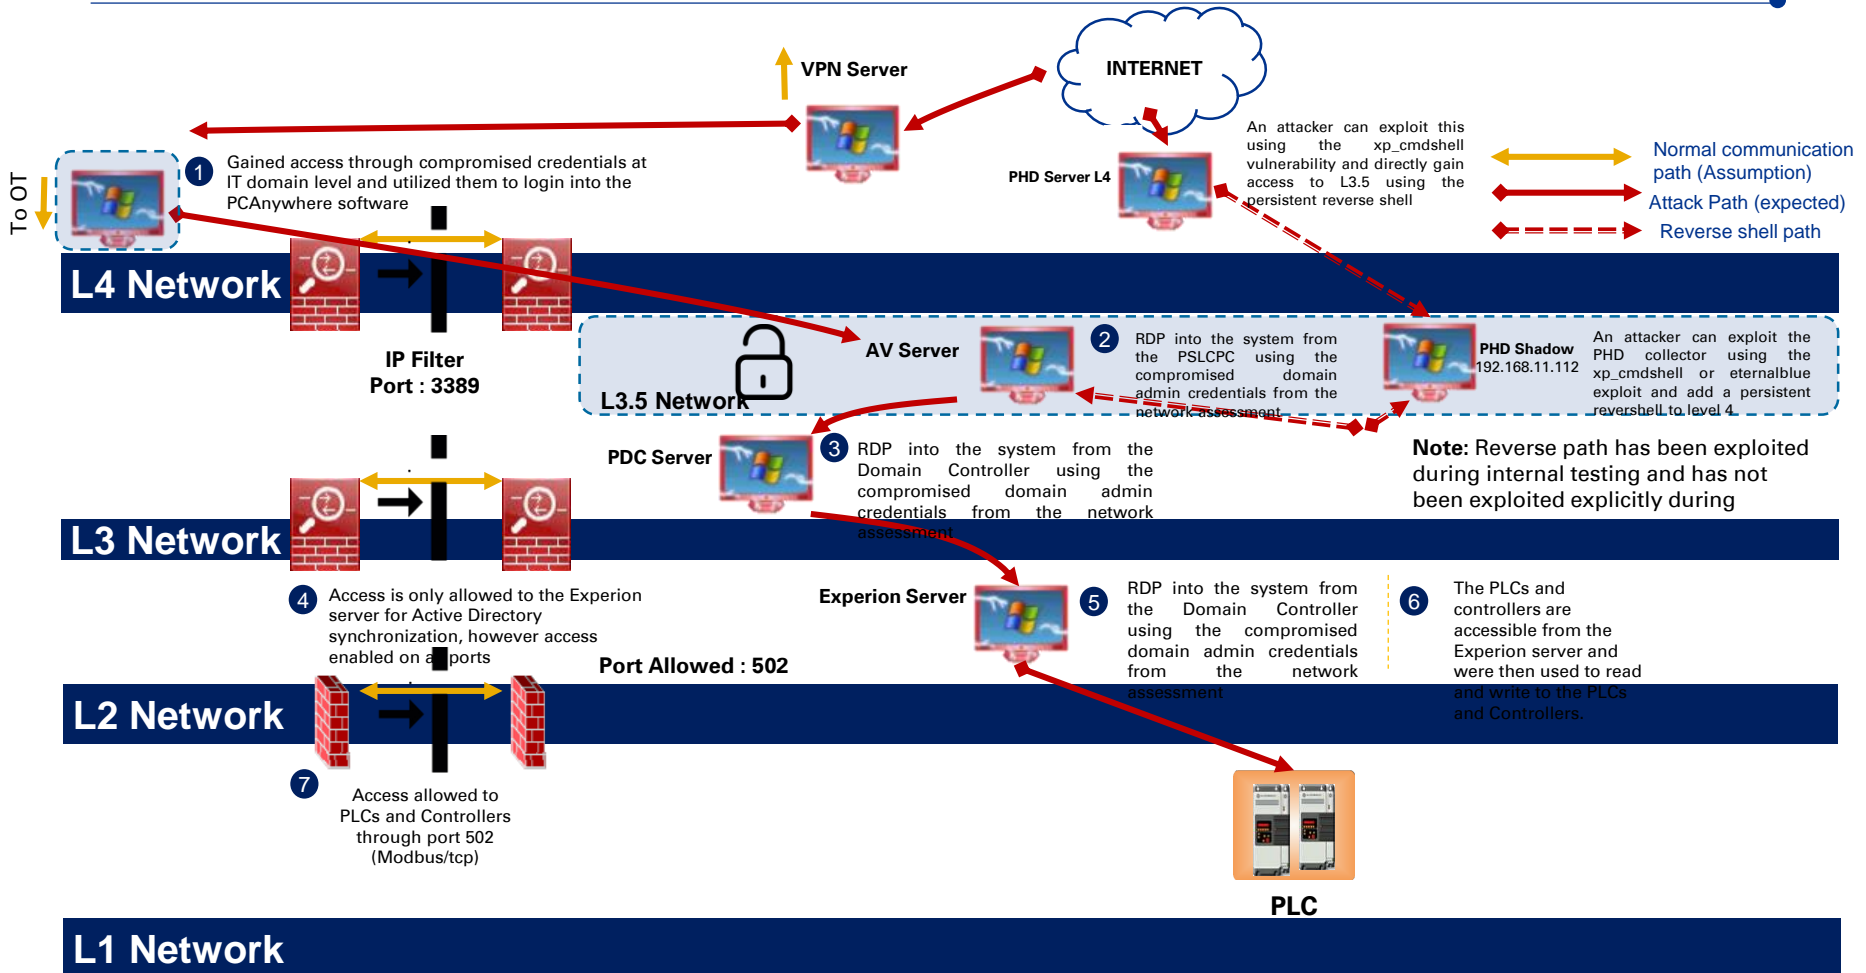 VPN Server
INTERNET
To OT
1
Gained access through compromised credentials at
IT domain level and utilized them to login into the
PCAnywhere software
PHD Server L4
An attacker can exploit this
using the xp_cmdshell
vulnerability and directly gain
access to L3.5 using the
persistent reverse shell
Normal communication
path (Assumption)
Attack Path (expected)
Reverse shell path
L4 Network
IP Filter
Port : 3389
AV Server
L3.5 Network
2
RDP into the system from
the PSLCPC using the
compromised domain
admin credentials from the
network assessment
PHD Shadow
192.168.11.112
An attacker can exploit the
PHD collector using the
xp_cmdshell or eternalblue
exploit and add a persistent
revershell to level 4
PDC Server
3
RDP into the system from the
Domain Controller using the
compromised domain admin
credentials from the network
assessment
Note: Reverse path has been exploited
during internal testing and has not
been exploited explicitly during
L3 Network
4
Access is only allowed to the Experion
server for Active Directory
synchronization, however access
enabled on all ports
Port Allowed : 502
Experion Server
5
RDP into the system from
the Domain Controller
using the compromised
domain admin credentials
from the network
assessment
6
The PLCs and
controllers are
accessible from the
Experion server and
were then used to read
and write to the PLCs
and Controllers.
L2 Network
7
Access allowed to
PLCs and Controllers
through port 502
(Modbus/tcp)
PLC
L1 Network